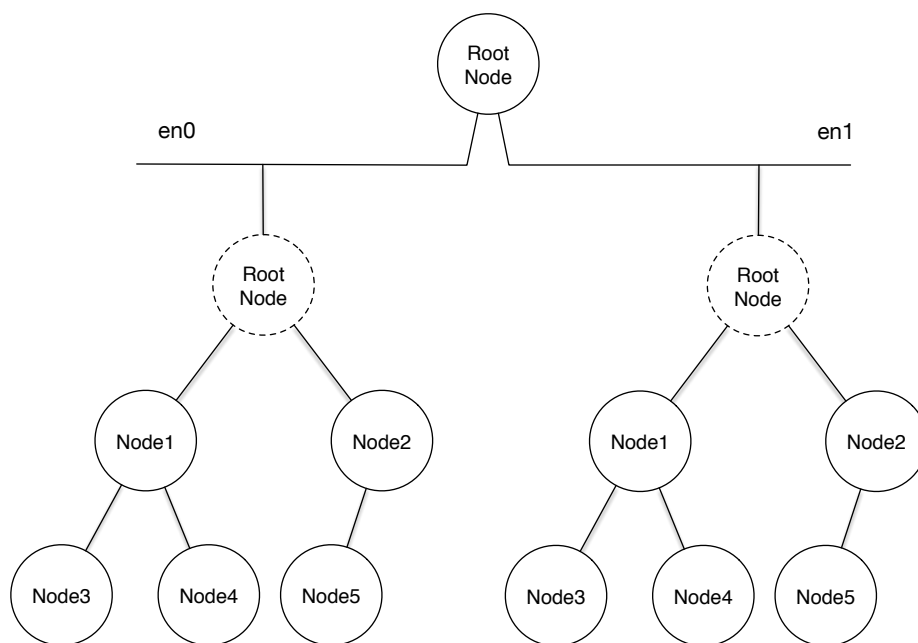 Root
Node
en0
en1
Root
Node
Root
Node
Node1
Node2
Node1
Node2
Node3
Node4
Node5
Node3
Node4
Node5